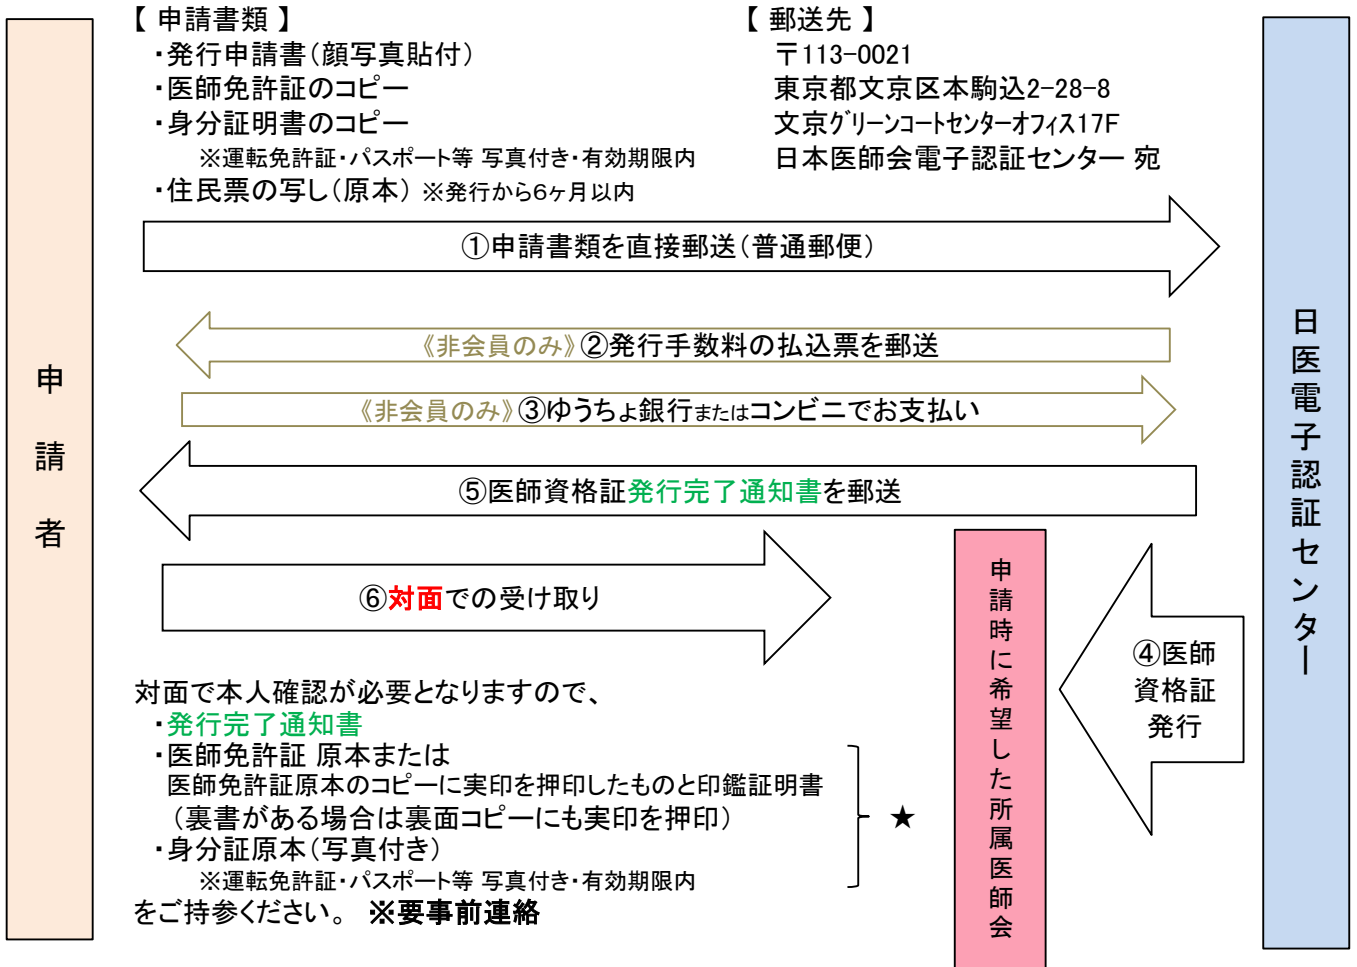 【 申請書類 】
・発行申請書(顔写真貼付)
・医師免許証のコピー
・身分証明書のコピー
※運転免許証・パスポート等 写真付き・有効期限内
・住民票の写し(原本) ※発行から6ヶ月以内
【 郵送先 】
〒113-0021
東京都文京区本駒込2-28-8
文京グリーンコートセンターオフィス17F
日本医師会電子認証センター 宛
申請者
日医電子認証センター
①申請書類を直接郵送(普通郵便)
《非会員のみ》②発行手数料の払込票を郵送
《非会員のみ》③ゆうちょ銀行またはコンビニでお支払い
⑤医師資格証発行完了通知書を郵送
⑥対面での受け取り
申請時に希望した所属医師会
④医師
資格証
発行
対面で本人確認が必要となりますので、
・発行完了通知書
・医師免許証 原本または
医師免許証原本のコピーに実印を押印したものと印鑑証明書
(裏書がある場合は裏面コピーにも実印を押印)
・身分証原本(写真付き)
※運転免許証・パスポート等 写真付き・有効期限内
★
をご持参ください。 ※要事前連絡